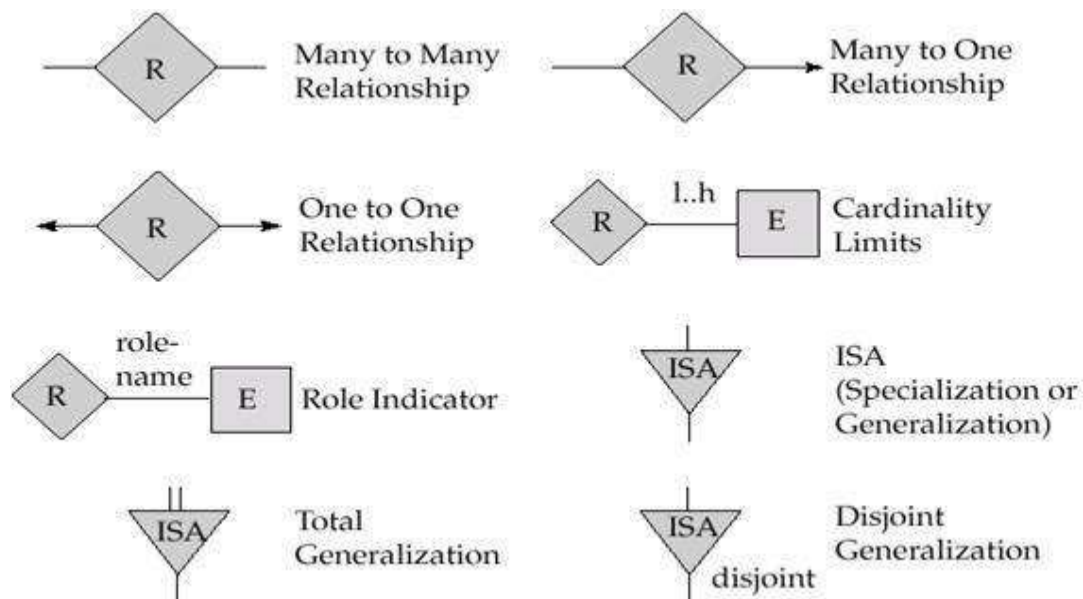 R
Many to Many
Relationship
R
Many to One
Relationship
R
One to One
Relationship
R
l..h
E
Cardinality
Limits
R
role-
name
E
Role Indicator
ISA
ISA
(Specialization or
Generalization)
ISA
Total
Generalization
ISA
disjoint
Disjoint
Generalization